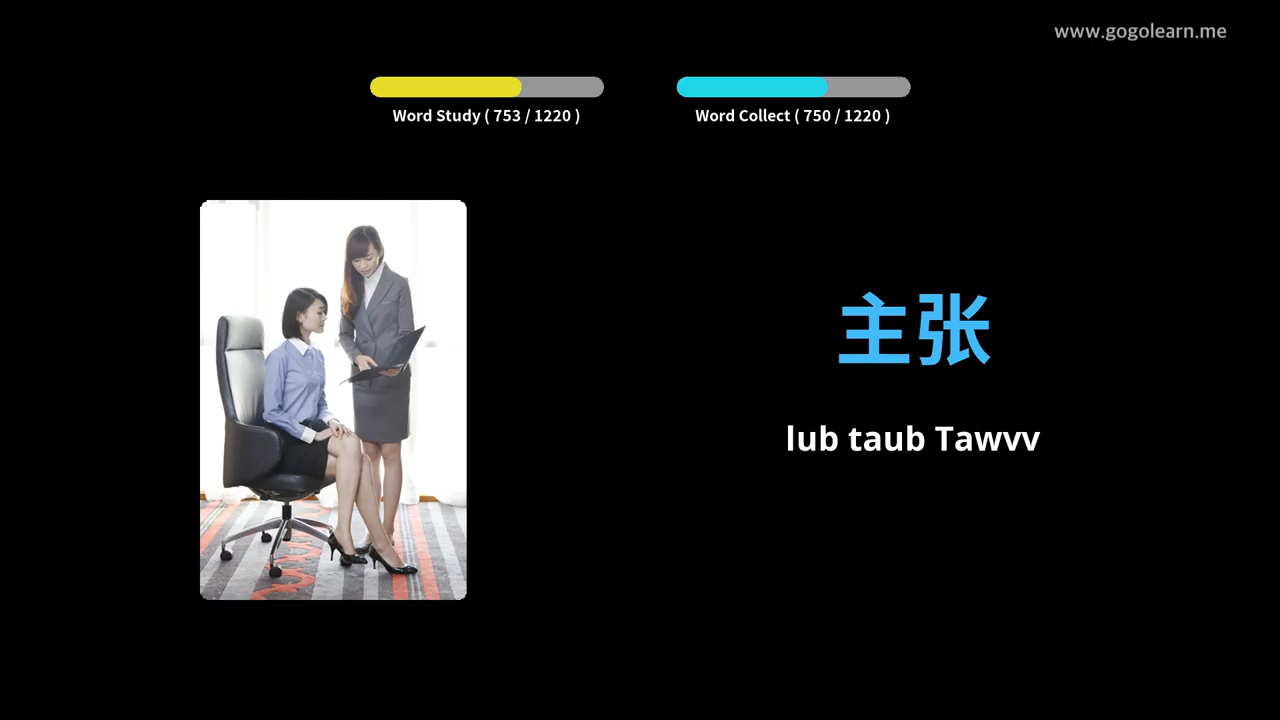 www.gogolearn.me
Word Study ( 753 / 1220 )
Word Collect ( 750 / 1220 )
主张
lub taub Tawvv